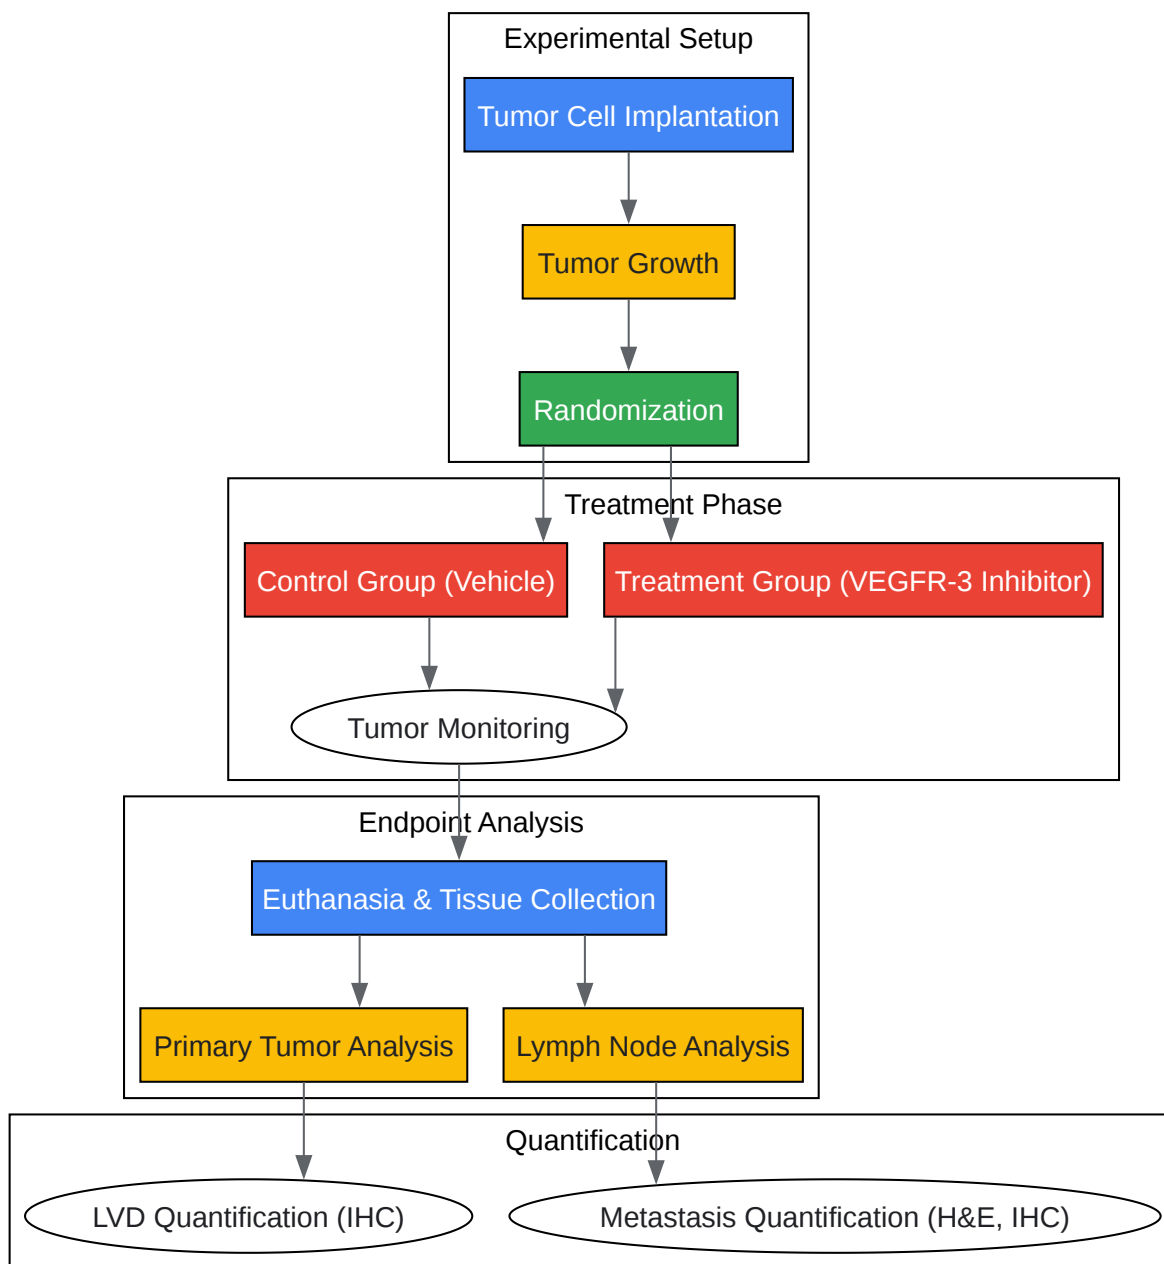 Experimental Setup
Tumor Cell Implantation
Tumor Growth
Randomization
Treatment Phase
Control Group (Vehicle)
Treatment Group (VEGFR-3 Inhibitor)
Tumor Monitoring
Endpoint Analysis
Euthanasia & Tissue Collection
Primary Tumor Analysis
Lymph Node Analysis
Quantification
LVD Quantification (IHC)
Metastasis Quantification (H&E, IHC)